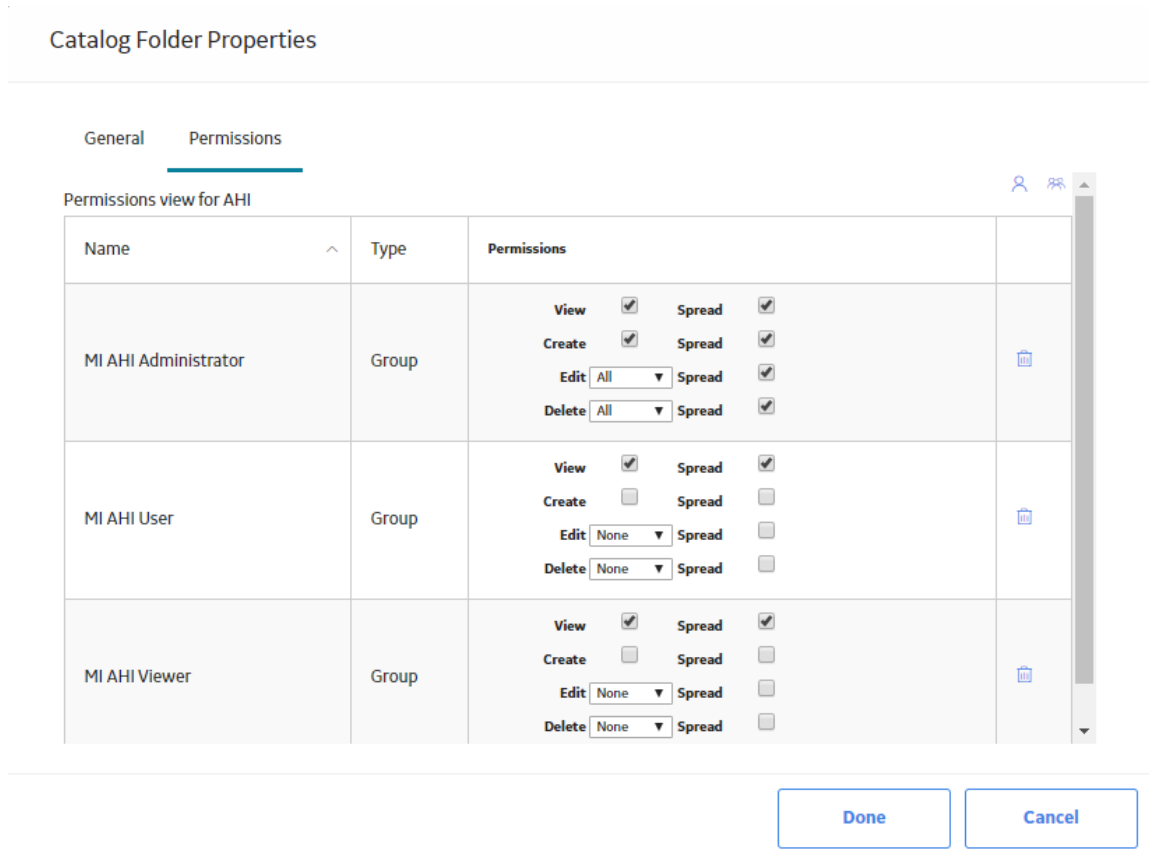 Catalog Folder Properties
General Permissions
Permissions view for AHI
Name Type Permissions
View Spread
Create Spread
MI AHI Administrator Group
Edit All Spread
Delete All Spread
View Spread
Create Spread
MI AHI User Group
Edit None Spread
Delete None Spread
View Spread
Create Spread
MI AHI Viewer Group
Edit None Spread
Delete None Spread
Done Cancel